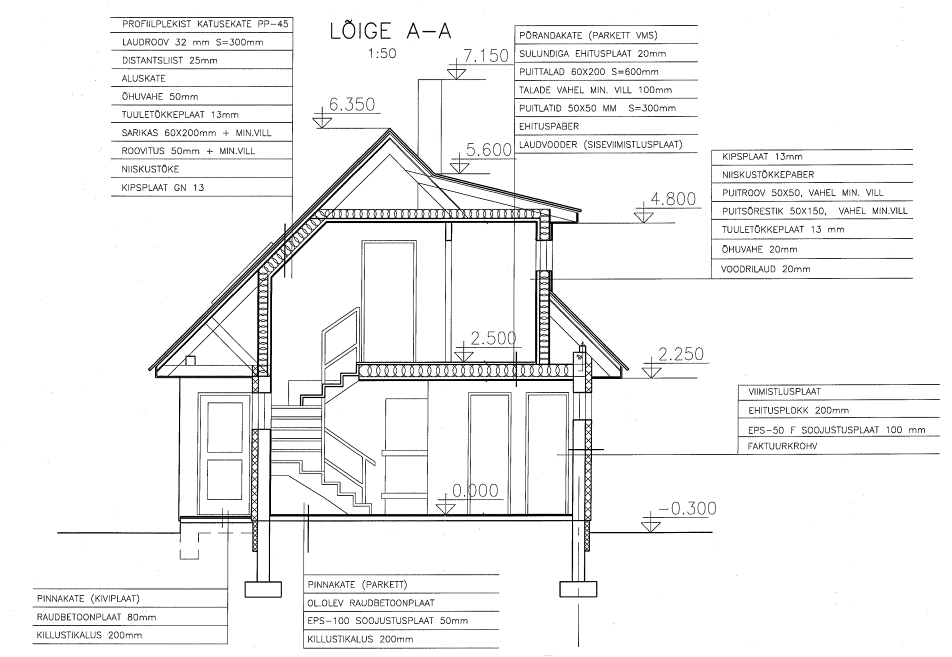 LÕIGE A-A
1:50
PROFIILPLEKIST KATUSEKATE PP-45
LAUDROOV 32 mm S=300mm
DISTANTSLIIST 25mm
ALUSKATE
ÕHUVAHE 50mm
TUULETÕKKEPLAAT 13mm
SARIKAS 60X200mm + MIN.VILL
ROOVITUS 50mm + MIN.VILL
NIISKUSTÕKE
KIPSPLAAT GN 13
PÕRANDAKATE (PARKETT VMS)
SULUNDIGA EHITUSPLAAT 20mm
PUITTALAD 60X200 S=600mm
TALADE VAHEL MIN. VILL 100mm
PUITLATID 50X50 MM S=300mm
EHITUSPABER
LAUDVOODER (SISEVIIMISTLUSPLAAT)
7.150
6.350
5.600
4.800
KIPSPLAAT 13mm
NIISKUSTÕKKEPABER
PUITROOV 50X50, VAHEL MIN. VILL
PUITSÕRESTIK 50X150, VAHEL MIN.VILL
TUULETÕKKEPLAAT 13 mm
ÕHUVAHE 20mm
VOODRILAUD 20mm
2.500
2.250
VIIMISTLUSPLAAT
EHITUSPLOKK 200mm
EPS-50 F SOOJUSTUSPLAAT 100 mm
FAKTUURKROHV
0.000
-0.300
PINNAKATE (KIVIPLAAT)
RAUDBETOONPLAAT 80mm
KILLUSTIKALUS 200mm
PINNAKATE (PARKETT)
OL.OLEV RAUDBETOONPLAAT
EPS-100 SOOJUSTUSPLAAT 50mm
KILLUSTIKALUS 200mm